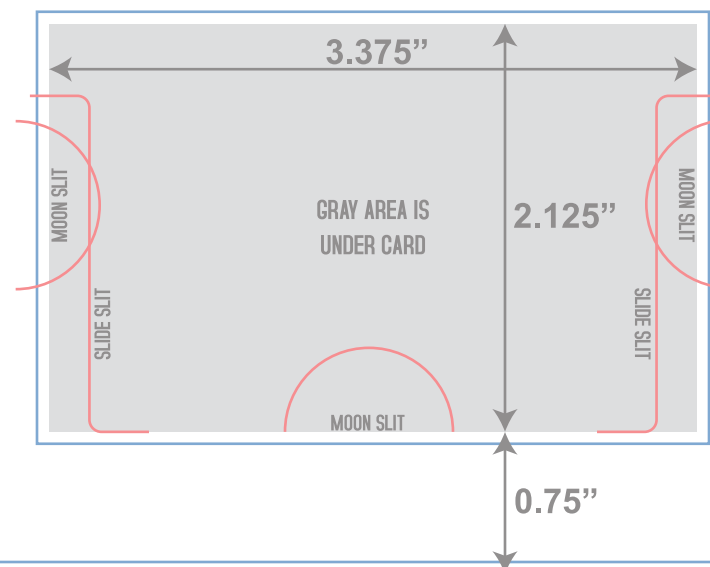 3.375”
MOON SLIT
MOON SLIT
GRAY AREA IS
UNDER CARD
2.125”
SLIDE SLIT
SLIDE SLIT
MOON SLIT
0.75”